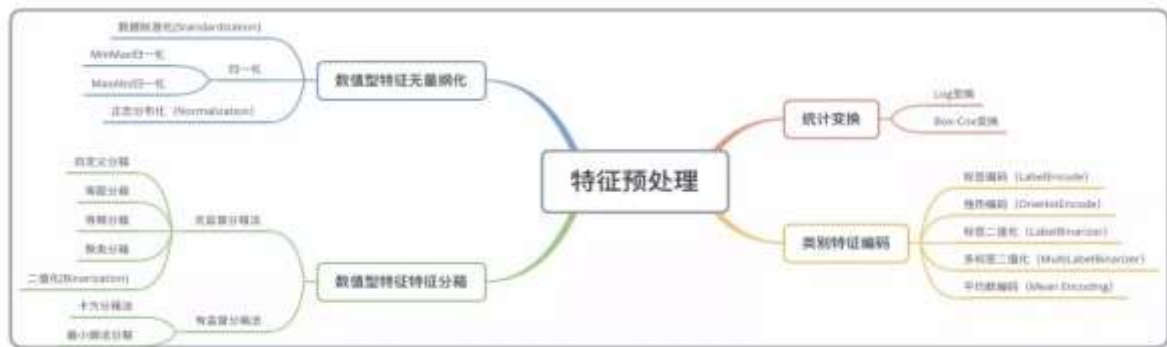 特征预处理
数值型特征无量纲化
数据标准化(Standardization)
归一化
MinMax归一化
MaxAbs归一化
正态分布化（Normalization）
数值型特征特征分箱
无监督分箱法
自定义分箱
等距分箱
等频分箱
聚类分箱
二值化(Binarization)
有监督分箱法
卡方分箱法
最小熵法分箱
统计变换
Log变换
Box-Cox变换
类别特征编码
标签编码（LabelEncode）
独热编码（OneHotEncode）
标签二值化（LabelBinarizer）
多标签二值化（MultiLabelBinarizer）
平均数编码（Mean Encoding）